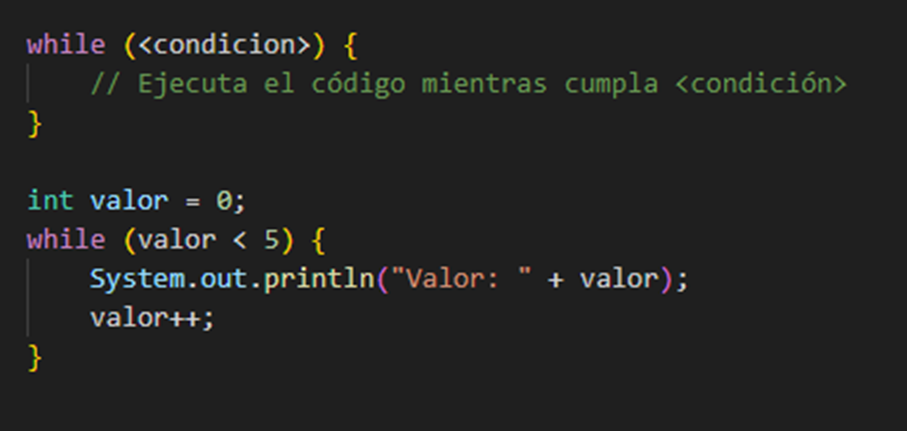 while (<condicion>) {
// Ejecuta el código mientras cumpla <condición>
}
int valor = 0;
while (valor < 5) {
System.out.println("Valor: " + valor);
valor++;
}